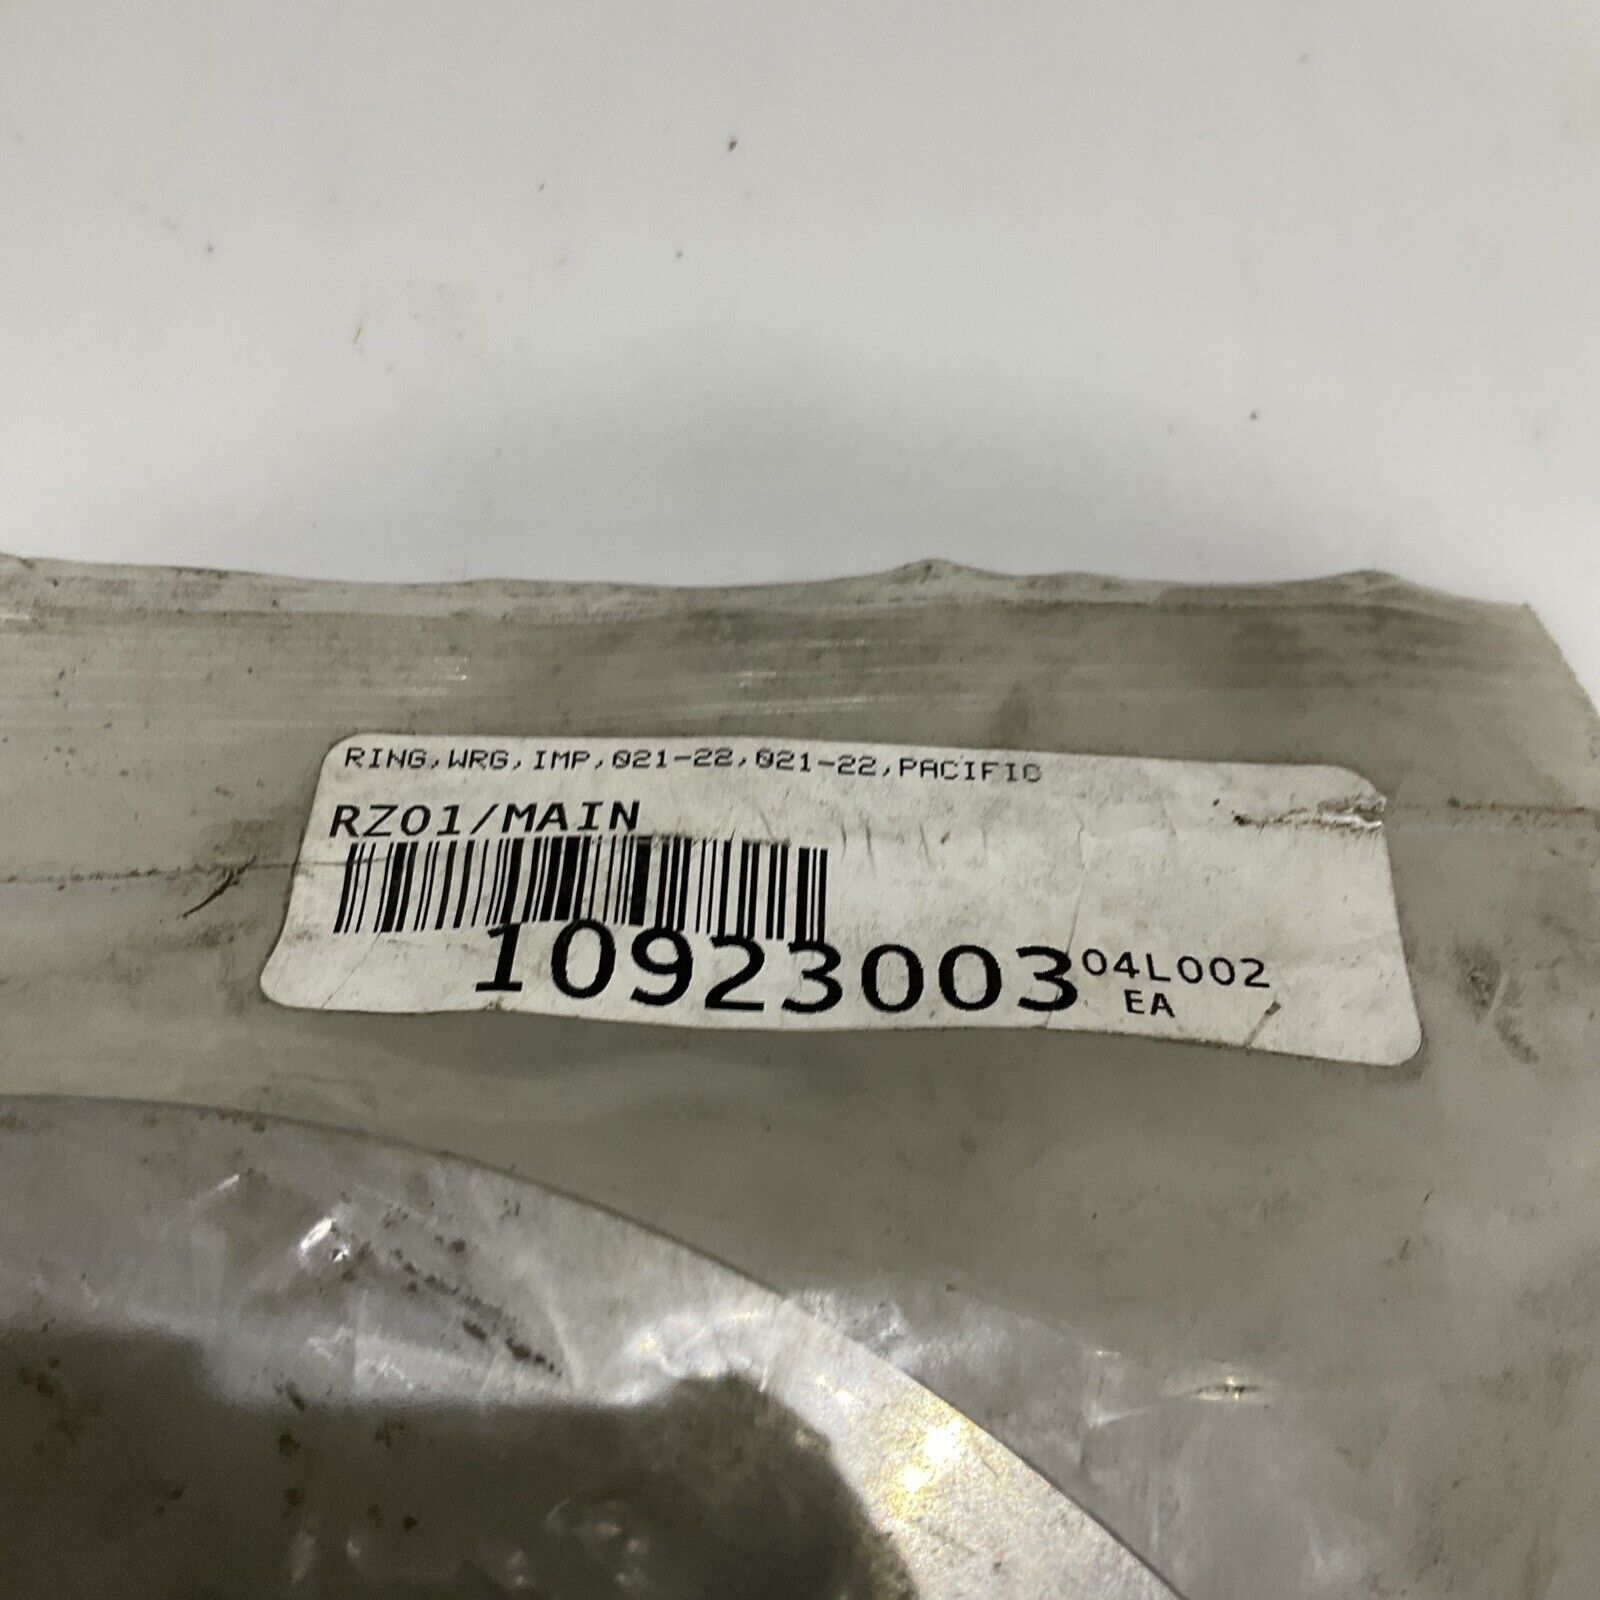 RING,WRG,IMP,021-22,021-22,PACIFIC
RZ01/MAIN
10923003 04L002
EA